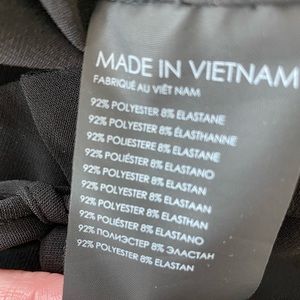 MADE IN VIETNAM
FABRIQUÉ AU VIÊT NAM
92% POLYESTER 8% ELASTANE
92% POLYESTER 8% ÉLASTHANNE
92% POLIESTERE 8% ELASTANE
92% POLIÉSTER 8% ELASTANO
92% POLYESTER 8% ELASTAN
92% POLYESTER 8% ELASTAAN
92% POLYESTER 8% ELASTHAN
92% POLIÉSTER 8% ELASTANO
92% ПОЛИЭСТЕР 8% ЭЛАСТАН
92% POLYESTER 8% ELASTAN